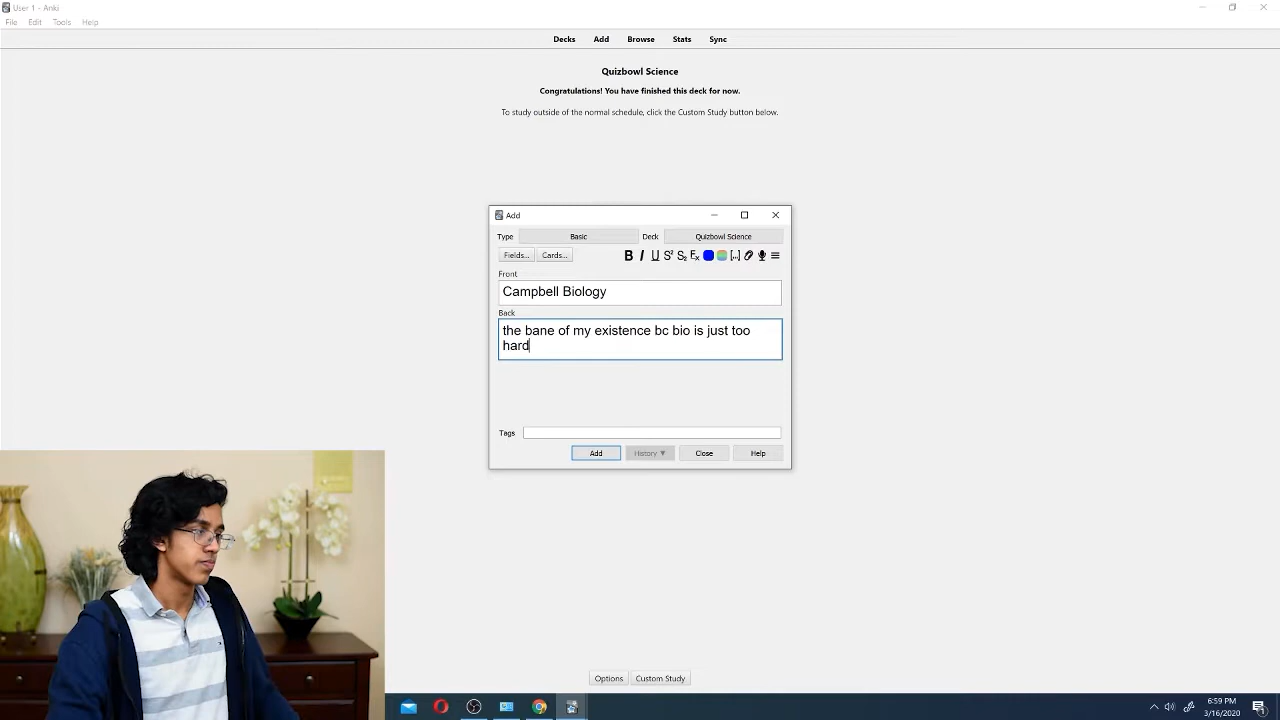 User 1 - Anki
File Edit Tools Help
Decks Add Browse Stats Sync
Quizbowl Science
Congratulations! You have finished this deck for now.
To study outside of the normal schedule, click the Custom Study button below.
Add
Type Basic Deck Quizbowl Science
Fields... Cards... B I U S² S₂ Eₓ [...]
Front
Campbell Biology
Back
the bane of my existence bc bio is just too
hard
Tags
Add History ▼ Close Help
Options Custom Study
6:59 PM
3/16/2020